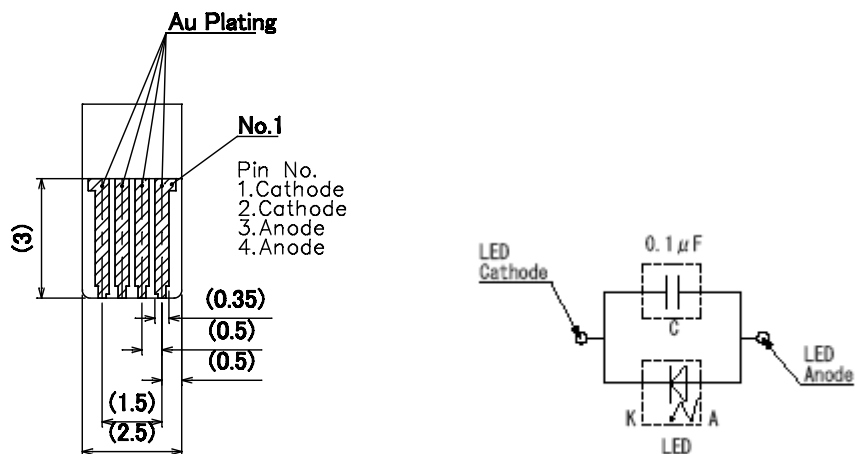 Au Plating
No.1
Pin No.
1.Cathode
2.Cathode
3.Anode
4.Anode
(3)
(0.35)
(0.5)
(0.5)
(1.5)
(2.5)
0.1μF
LED
Cathode
C
LED
Anode
K
A
LED